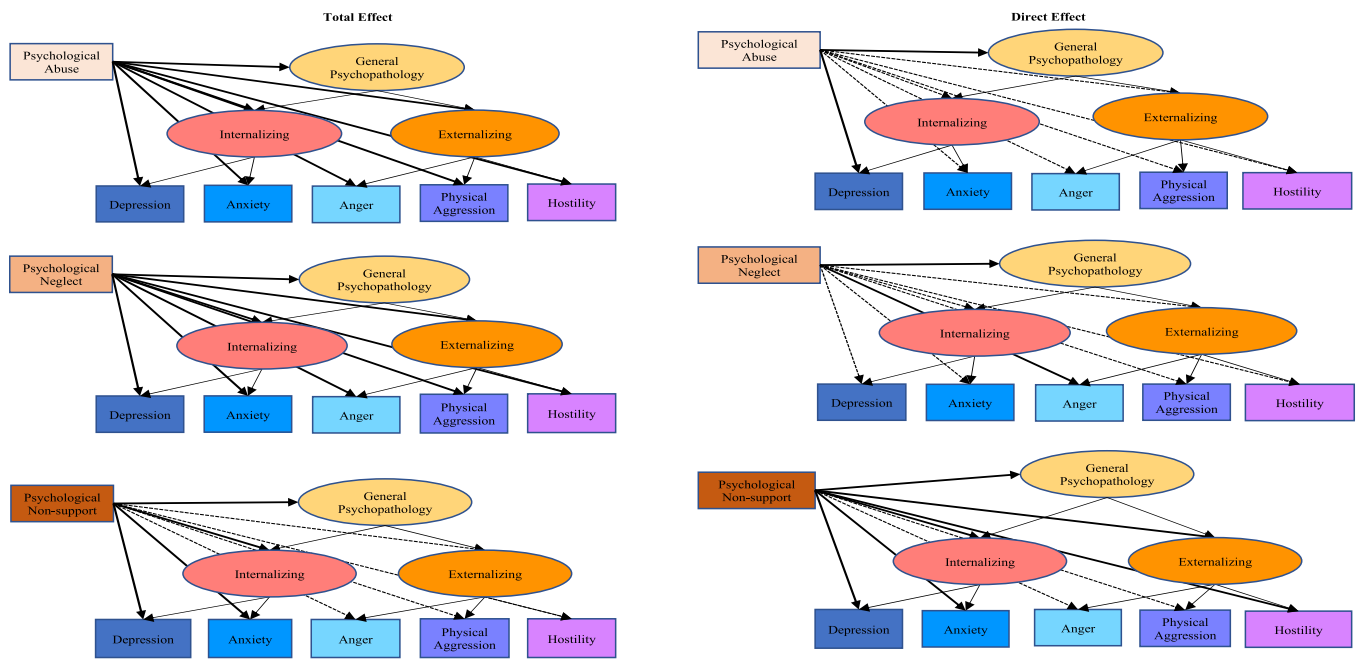 Total Effect
Direct Effect
Psychological
Abuse
General
Psychopathology
Internalizing
Externalizing
Depression
Anxiety
Anger
Physical
Aggression
Hostility
Psychological
Abuse
General
Psychopathology
Internalizing
Externalizing
Depression
Anxiety
Anger
Physical
Aggression
Hostility
Psychological
Neglect
General
Psychopathology
Internalizing
Externalizing
Depression
Anxiety
Anger
Physical
Aggression
Hostility
Psychological
Neglect
General
Psychopathology
Internalizing
Externalizing
Depression
Anxiety
Anger
Physical
Aggression
Hostility
Psychological
Non-support
General
Psychopathology
Internalizing
Externalizing
Depression
Anxiety
Anger
Physical
Aggression
Hostility
Psychological
Non-support
General
Psychopathology
Internalizing
Externalizing
Depression
Anxiety
Anger
Physical
Aggression
Hostility